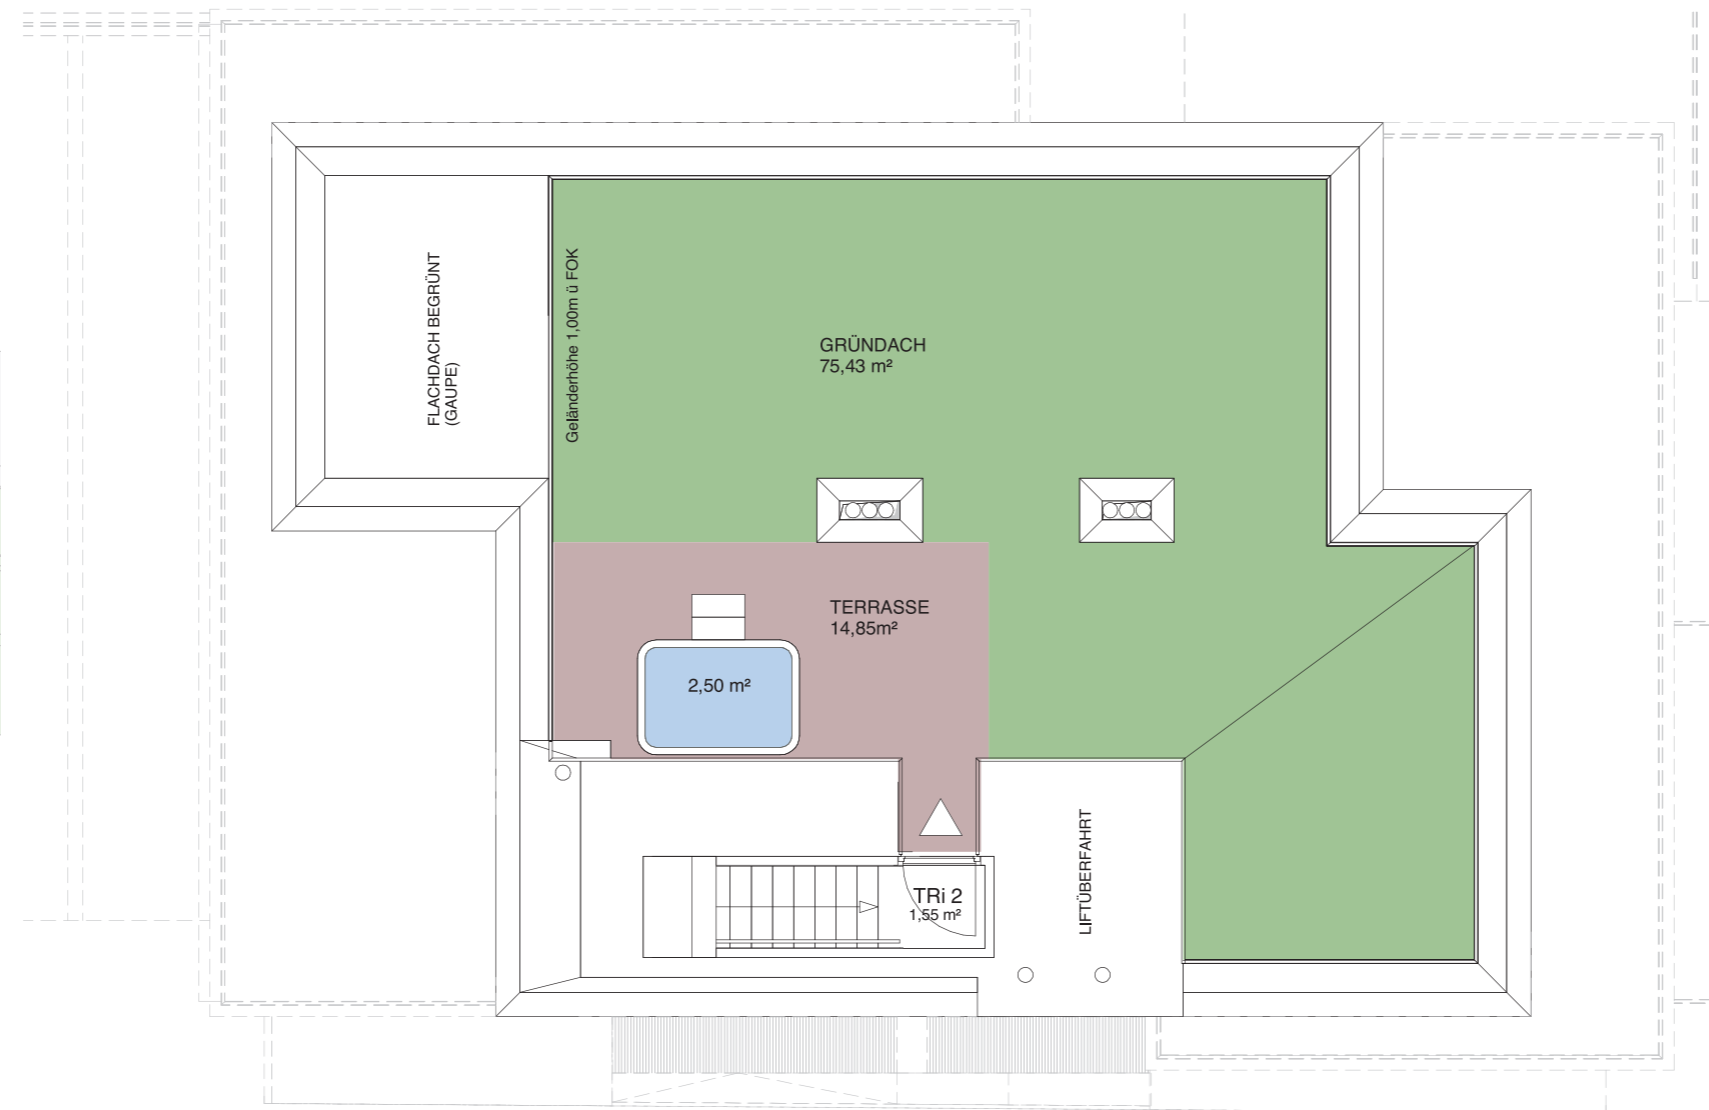 FLACHDACH BEGRÜNT
(GAUPE)
Geländerhöhe 1,00m ü FOK
GRÜNDACH
75,43 m²
TERRASSE
14,85m²
2,50 m²
TRi 2
1,55 m²
LIFTÜBERFAHRT